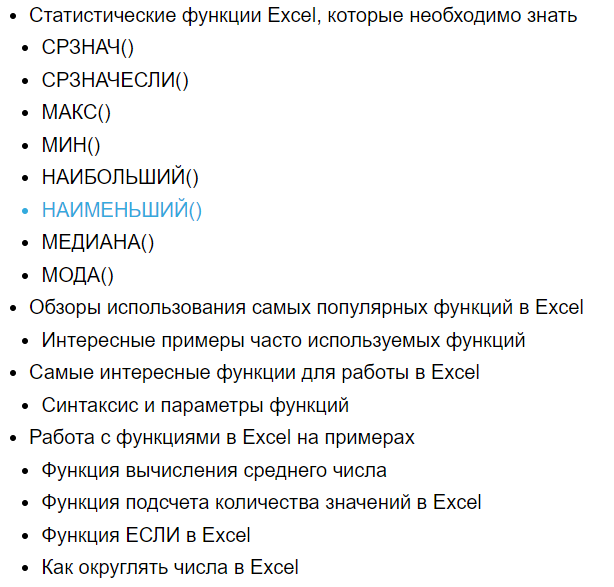 Статистические функции Excel, которые необходимо знать
СРЗНАЧ()
СРЗНАЧЕСЛИ()
МАКС()
МИН()
НАИБОЛЬШИЙ()
НАИМЕНЬШИЙ()
МЕДИАНА()
МОДА()
Обзоры использования самых популярных функций в Excel
Интересные примеры часто используемых функций
Самые интересные функции для работы в Excel
Синтаксис и параметры функций
Работа с функциями в Excel на примерах
Функция вычисления среднего числа
Функция подсчета количества значений в Excel
Функция ЕСЛИ в Excel
Как округлять числа в Excel